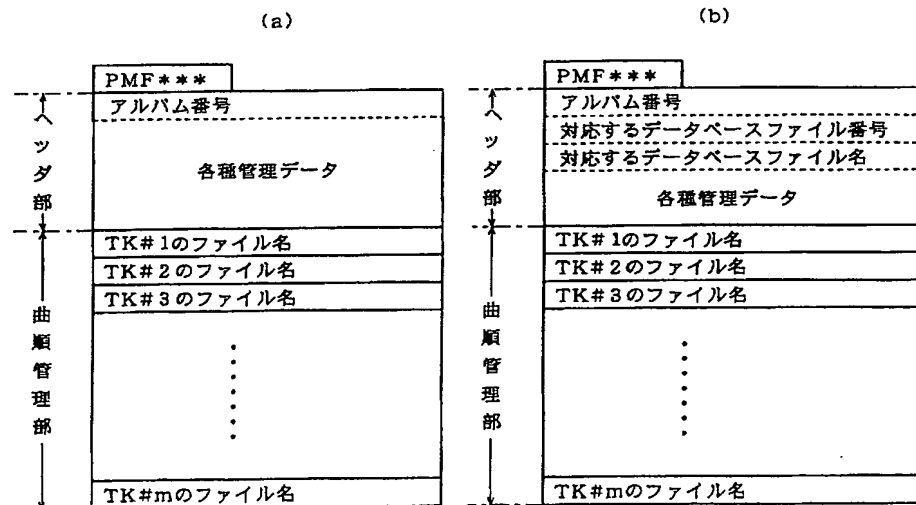 (a)
PMF***
アルバム番号
各種管理データ
TK#1のファイル名
TK#2のファイル名
TK#3のファイル名
TK#mのファイル名
ヘッダ部
曲順管理部
(b)
PMF***
アルバム番号
対応するデータベースファイル番号
対応するデータベースファイル名
各種管理データ
TK#1のファイル名
TK#2のファイル名
TK#3のファイル名
TK#mのファイル名
ヘッダ部
曲順管理部